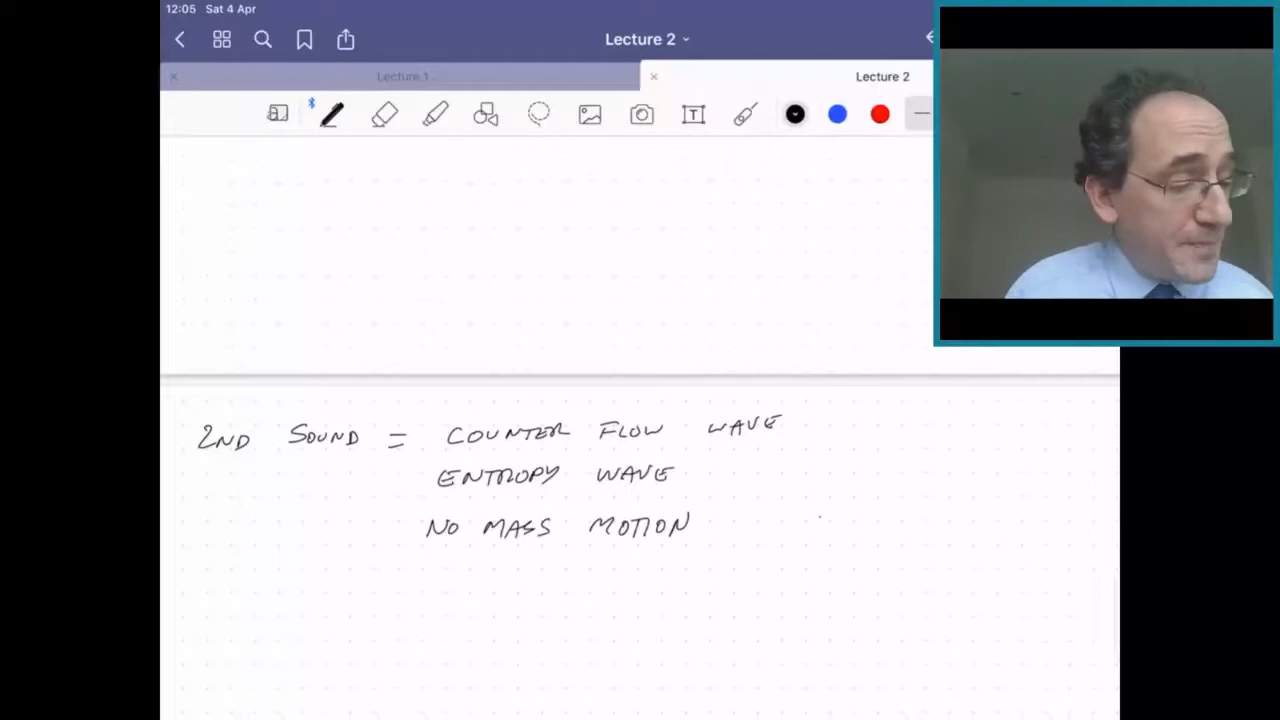 12:05 Sat 4 Apr
Lecture 2
Lecture 1
Lecture 2
T
2ND SOUND = COUNTER FLOW WAVE
ENTROPY WAVE
NO MASS MOTION